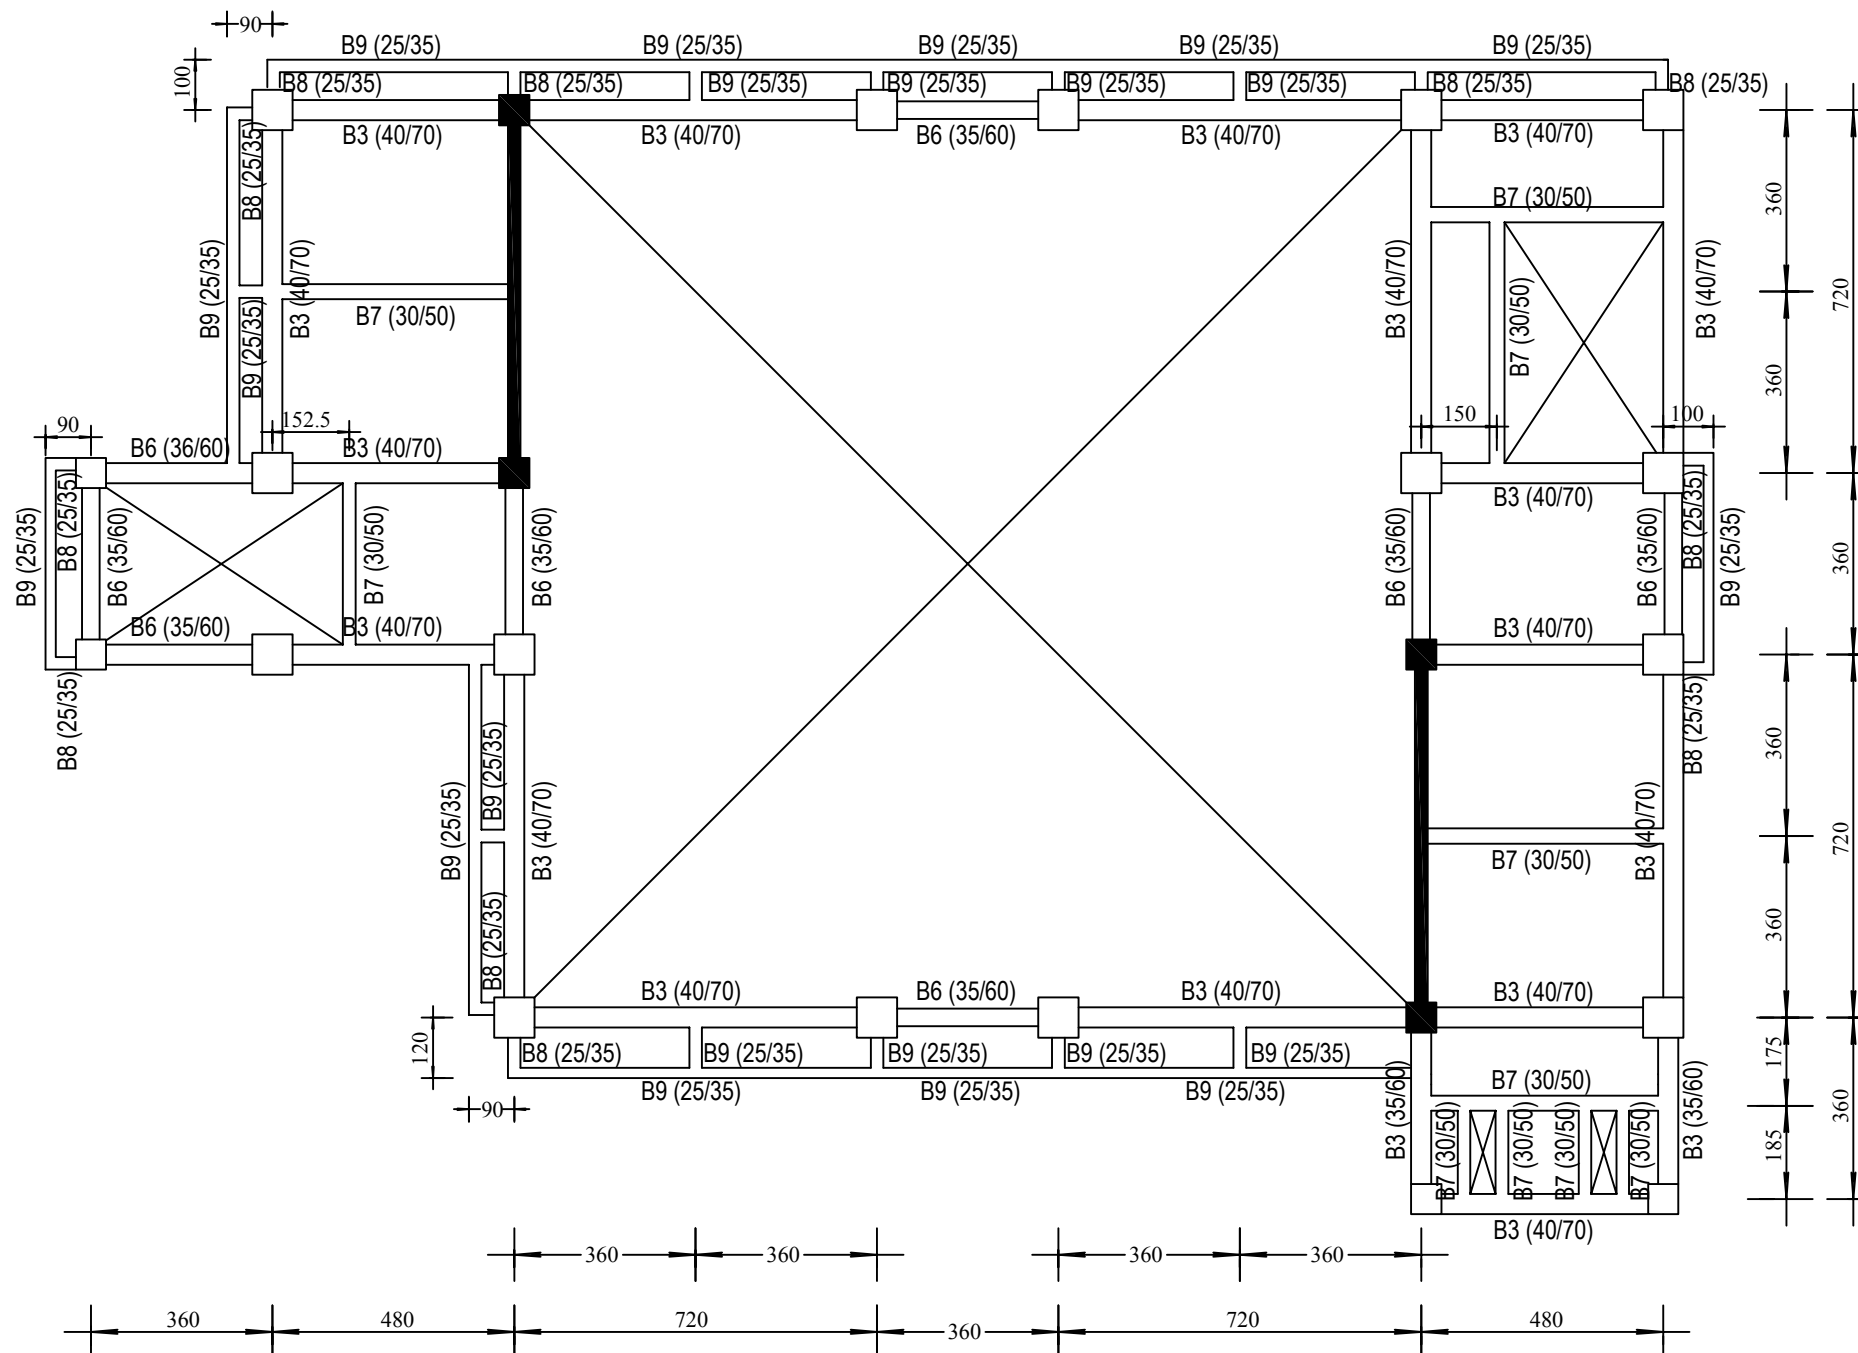 90
B9 (25/35) B9 (25/35) B9 (25/35) B9 (25/35) B9 (25/35)
100
B8 (25/35) B8 (25/35) B9 (25/35) B9 (25/35) B9 (25/35) B9 (25/35) B8 (25/35) B8 (25/35)
B3 (40/70) B3 (40/70) B6 (35/60) B3 (40/70) B3 (40/70)
B8 (25/35)
B7 (30/50)
360
B9 (25/35)
B3 (40/70)
B3 (40/70)
B3 (40/70)
720
B7 (30/50)
B7 (30/50)
B9 (25/35)
360
90
152.5
150
100
B6 (36/60) B3 (40/70)
B3 (40/70)
B9 (25/35)
B8 (25/35)
B6 (35/60)
B7 (30/50)
B6 (35/60)
B6 (35/60)
B6 (35/60)
B8 (25/35)
B9 (25/35)
360
B6 (35/60) B3 (40/70)
B3 (40/70)
B8 (25/35)
B8 (25/35)
360
B9 (25/35)
B9 (25/35)
B3 (40/70)
B3 (40/70)
720
B7 (30/50)
B8 (25/35)
360
B3 (40/70) B6 (35/60) B3 (40/70) B3 (40/70)
120
B8 (25/35) B9 (25/35) B9 (25/35) B9 (25/35) B9 (25/35)
175
B7 (30/50)
B9 (25/35) B9 (25/35) B9 (25/35)
90
B3 (35/60)
B3 (35/60)
360
B7 (30/50)
B7 (30/50)
B7 (30/50)
B7 (30/50)
185
B3 (40/70)
360 360 360 360
360 480 720 360 720 480